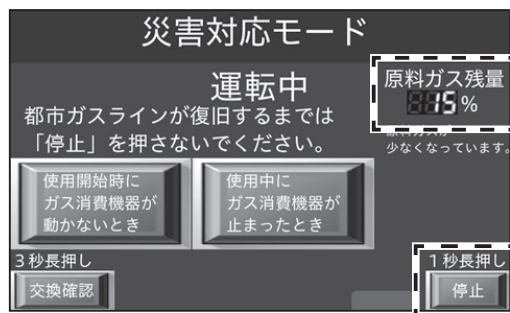 災害対応モード
運転中
原料ガス残量
15%
都市ガスラインが復旧するまでは
「停止」を押さないでください。
原料ガスが
少なくなっています。
使用開始時に
ガス消費機器が
動かないとき
使用中に
ガス消費機器が
止まったとき
3秒長押し
交換確認
1秒長押し
停止